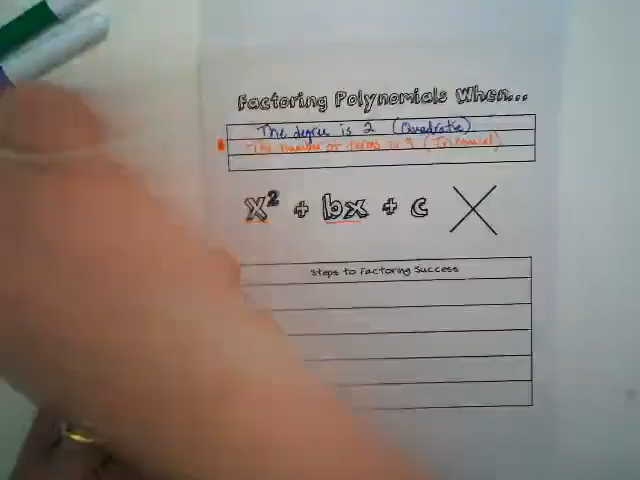 Factoring Polynomials When...
The degree is 2 (Quadratic)
The number of terms is 3 (Trinomial)
x² + bx + c
Steps to Factoring Success